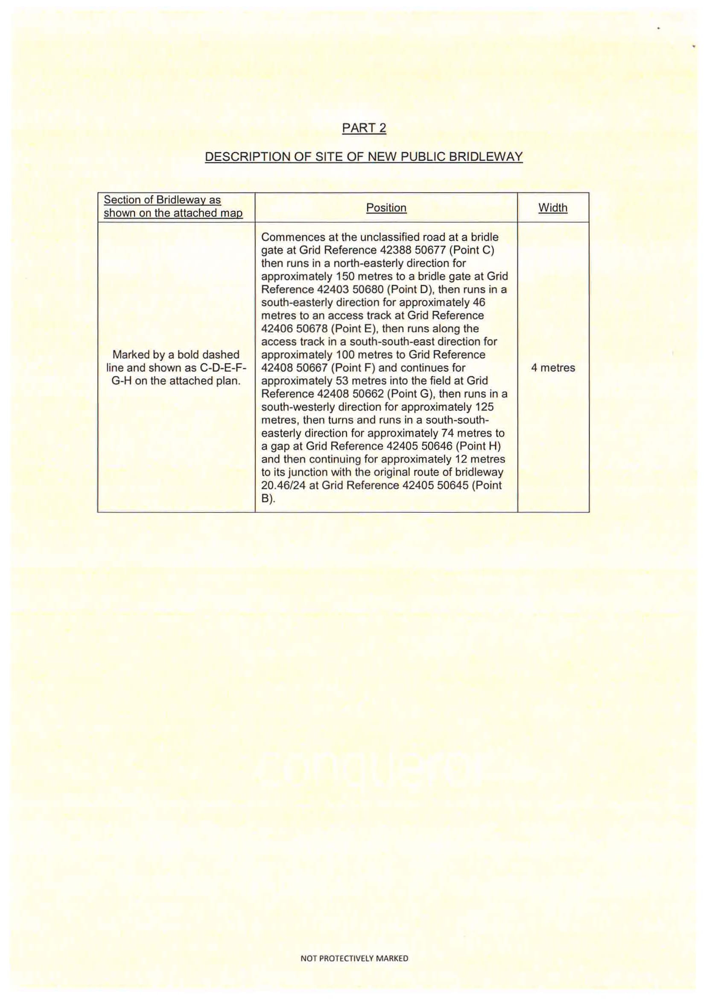 PART 2
DESCRIPTION OF SITE OF NEW PUBLIC BRIDLEWAY
Section of Bridleway as
shown on the attached map
Position
Width
Marked by a bold dashed
line and shown as C-D-E-F-
G-H on the attached plan.
Commences at the unclassified road at a bridle
gate at Grid Reference 42388 50677 (Point C)
then runs in a north-easterly direction for
approximately 150 metres to a bridle gate at Grid
Reference 42403 50680 (Point D), then runs in a
south-easterly direction for approximately 46
metres to an access track at Grid Reference
42406 50678 (Point E), then runs along the
access track in a south-south-east direction for
approximately 100 metres to Grid Reference
42408 50667 (Point F) and continues for
approximately 53 metres into the field at Grid
Reference 42408 50662 (Point G), then runs in a
south-westerly direction for approximately 125
metres, then turns and runs in a south-south-
easterly direction for approximately 74 metres to
a gap at Grid Reference 42405 50646 (Point H)
and then continuing for approximately 12 metres
to its junction with the original route of bridleway
20.46/24 at Grid Reference 42405 50645 (Point
B).
4 metres
conqueror
NOT PROTECTIVELY MARKED